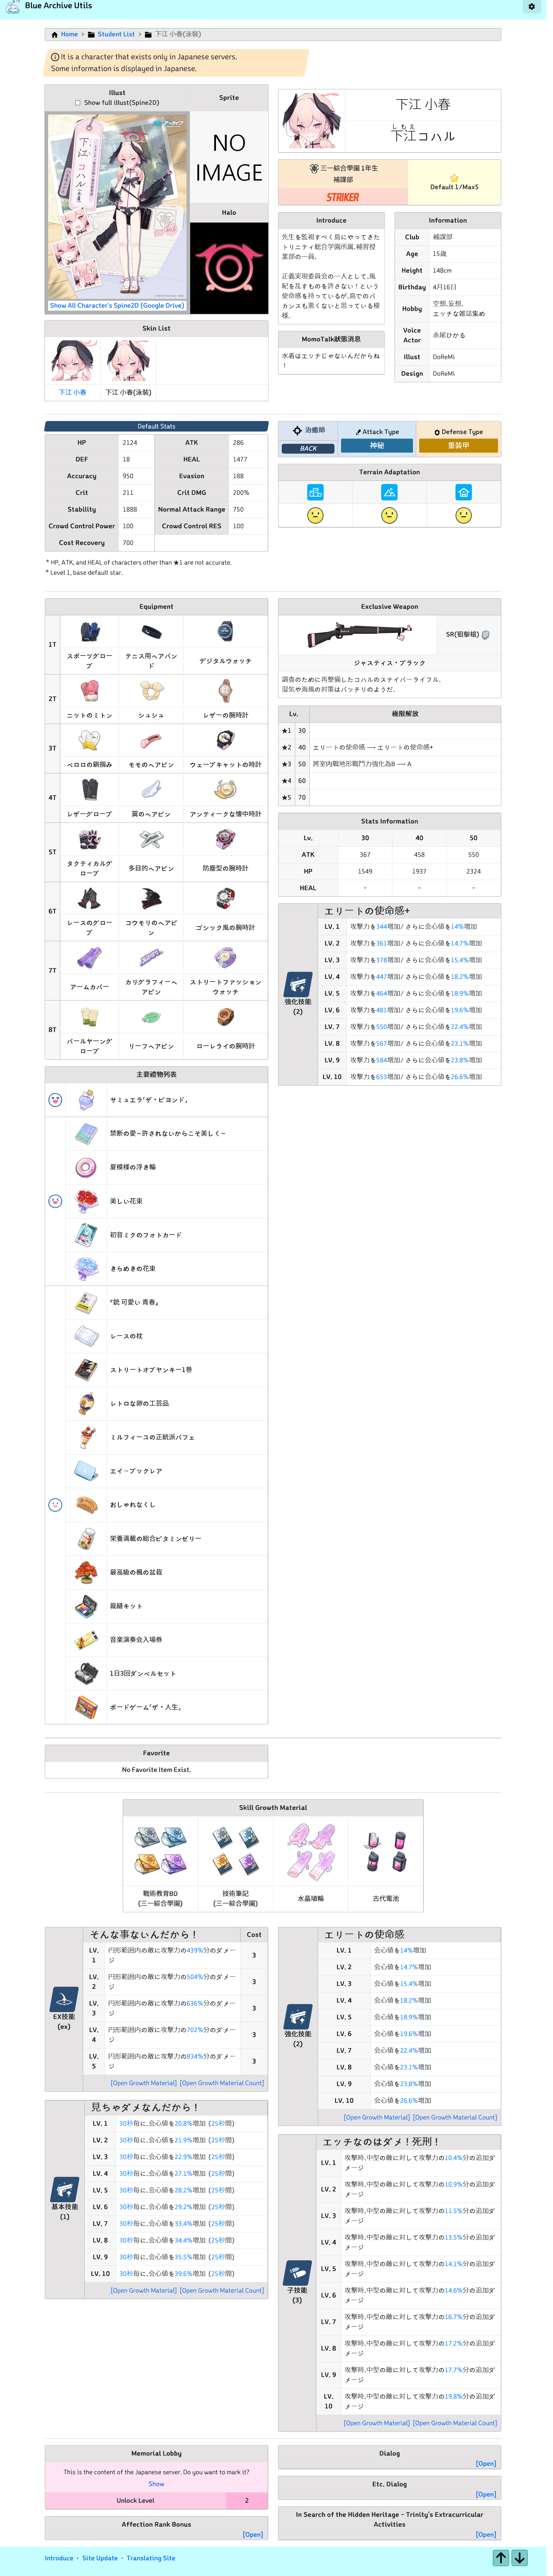 Blue Archive Utils
Home > Student List > 下江 小春(泳裝)
It is a character that exists only in Japanese servers.
Some information is displayed in Japanese.
Illust
Show full illust(Spine2D)
Sprite
NO
IMAGE
Halo
Show All Character's Spine2D (Google Drive)
Skin List
下江 小春
下江 小春(泳裝)
下江 小春
しもえ
下江コハル
三一綜合學園 1年生
補課部
STRIKER
Default 1/Max5
Introduce
先生を監視すべく島にやってきた
トリニティ総合学園所属、補習授
業部の一員。
正義実現委員会の一人として、風
紀を乱すものを許さない！という
使命感を持っているが、島でのバ
カンスも悪くないと思っている模
様。
MomoTalk狀態消息
水着はエッチじゃないんだからね
！
Information
Club 補課部
Age 15歲
Height 148cm
Birthday 4月16日
Hobby 空想、妄想、
エッチな雑誌集め
Voice Actor 赤尾ひかる
Illust DoReMi
Design DoReMi
Default Stats
HP 2124 ATK 286
DEF 18 HEAL 1477
Accuracy 950 Evasion 188
Crit 211 Crit DMG 200%
Stability 1888 Normal Attack Range 750
Crowd Control Power 100 Crowd Control RES 100
Cost Recovery 700
* HP, ATK, and HEAL of characters other than ★1 are not accurate.
* Level 1, base default star.
治癒師
BACK
Attack Type
神秘
Defense Type
重裝甲
Terrain Adaptation
Equipment
1T
スポーツグローブ
テニス用ヘアバンド
デジタルウォッチ
2T
ニットのミトン
シュシュ
レザーの腕時計
3T
ペロロの鍋掴み
モモのヘアピン
ウェーブキャットの時計
4T
レザーグローブ
翼のヘアピン
アンティークな懐中時計
5T
タクティカルグローブ
多目的ヘアピン
防塵型の腕時計
6T
レースのグローブ
コウモリのヘアピン
ゴシック風の腕時計
7T
アームカバー
カリグラフィーヘアピン
ストリートファッションウォッチ
8T
パールヤーングローブ
リーフヘアピン
ローレライの腕時計
Exclusive Weapon
SR(狙擊槍)
ジャスティス・ブラック
調査のために再整備したコハルのスナイパーライフル。
湿気や海風の対策はバッチリのようだ。
Lv. 極限解放
★1 30
★2 40 エリートの使命感 ⟶ エリートの使命感+
★3 50 將室內戰地形戰鬥力強化為B ⟶ A
★4 60
★5 70
Stats Information
Lv. 30 40 50
ATK 367 458 550
HP 1549 1937 2324
HEAL - - -
強化技能
(2)
エリートの使命感+
LV. 1 攻撃力を344増加/ さらに会心値を14%増加
LV. 2 攻撃力を361増加/ さらに会心値を14.7%増加
LV. 3 攻撃力を378増加/ さらに会心値を15.4%増加
LV. 4 攻撃力を447増加/ さらに会心値を18.2%増加
LV. 5 攻撃力を464増加/ さらに会心値を18.9%増加
LV. 6 攻撃力を481増加/ さらに会心値を19.6%増加
LV. 7 攻撃力を550増加/ さらに会心値を22.4%増加
LV. 8 攻撃力を567増加/ さらに会心値を23.1%増加
LV. 9 攻撃力を584増加/ さらに会心値を23.8%増加
LV. 10 攻撃力を653増加/ さらに会心値を26.6%増加
主要禮物列表
サミュエラ「ザ・ビヨンド」
禁断の愛~許されないからこそ美しく~
夏模様の浮き輪
美しい花束
初音ミクのフォトカード
きらめきの花束
『銃 可愛い 青春』
レースの枕
ストリートオブヤンキー1巻
レトロな卵の工芸品
ミルフィーユの正統派パフェ
エイ-ブックレア
おしゃれなくし
栄養満載の総合ビタミンゼリー
最高級の楓の盆栽
裁縫キット
音楽演奏会入場券
1日3回ダンベルセット
ボードゲーム「ザ・人生」
Favorite
No Favorite Item Exist.
Skill Growth Material
戰術教育BD
(三一綜合學園)
技術筆記
(三一綜合學園)
水晶埴輪
古代電池
EX技能
(ex)
そんな事ないんだから！ Cost
LV. 1 円形範囲内の敵に攻撃力の439%分のダメージ 3
LV. 2 円形範囲内の敵に攻撃力の504%分のダメージ 3
LV. 3 円形範囲内の敵に攻撃力の636%分のダメージ 3
LV. 4 円形範囲内の敵に攻撃力の702%分のダメージ 3
LV. 5 円形範囲内の敵に攻撃力の834%分のダメージ 3
[Open Growth Material] [Open Growth Material Count]
基本技能
(1)
見ちゃダメなんだから！
LV. 1 30秒毎に、会心値を20.8%増加 (25秒間)
LV. 2 30秒毎に、会心値を21.9%増加 (25秒間)
LV. 3 30秒毎に、会心値を22.9%増加 (25秒間)
LV. 4 30秒毎に、会心値を27.1%増加 (25秒間)
LV. 5 30秒毎に、会心値を28.2%増加 (25秒間)
LV. 6 30秒毎に、会心値を29.2%増加 (25秒間)
LV. 7 30秒毎に、会心値を33.4%増加 (25秒間)
LV. 8 30秒毎に、会心値を34.4%増加 (25秒間)
LV. 9 30秒毎に、会心値を35.5%増加 (25秒間)
LV. 10 30秒毎に、会心値を39.6%増加 (25秒間)
[Open Growth Material] [Open Growth Material Count]
強化技能
(2)
エリートの使命感
LV. 1 会心値を14%増加
LV. 2 会心値を14.7%増加
LV. 3 会心値を15.4%増加
LV. 4 会心値を18.2%増加
LV. 5 会心値を18.9%増加
LV. 6 会心値を19.6%増加
LV. 7 会心値を22.4%増加
LV. 8 会心値を23.1%増加
LV. 9 会心値を23.8%増加
LV. 10 会心値を26.6%増加
[Open Growth Material] [Open Growth Material Count]
子技能
(3)
エッチなのはダメ！死刑！
LV. 1 攻撃時、中型の敵に対して攻撃力の10.4%分の追加ダメージ
LV. 2 攻撃時、中型の敵に対して攻撃力の10.9%分の追加ダメージ
LV. 3 攻撃時、中型の敵に対して攻撃力の11.5%分の追加ダメージ
LV. 4 攻撃時、中型の敵に対して攻撃力の13.5%分の追加ダメージ
LV. 5 攻撃時、中型の敵に対して攻撃力の14.1%分の追加ダメージ
LV. 6 攻撃時、中型の敵に対して攻撃力の14.6%分の追加ダメージ
LV. 7 攻撃時、中型の敵に対して攻撃力の16.7%分の追加ダメージ
LV. 8 攻撃時、中型の敵に対して攻撃力の17.2%分の追加ダメージ
LV. 9 攻撃時、中型の敵に対して攻撃力の17.7%分の追加ダメージ
LV. 10 攻撃時、中型の敵に対して攻撃力の19.8%分の追加ダメージ
[Open Growth Material] [Open Growth Material Count]
Memorial Lobby
This is the content of the Japanese server. Do you want to mark it?
Show
Unlock Level 2
Affection Rank Bonus
[Open]
Dialog
[Open]
Etc. Dialog
[Open]
In Search of the Hidden Heritage ~ Trinity's Extracurricular
Activities
[Open]
Introduce ・ Site Update ・ Translating Site